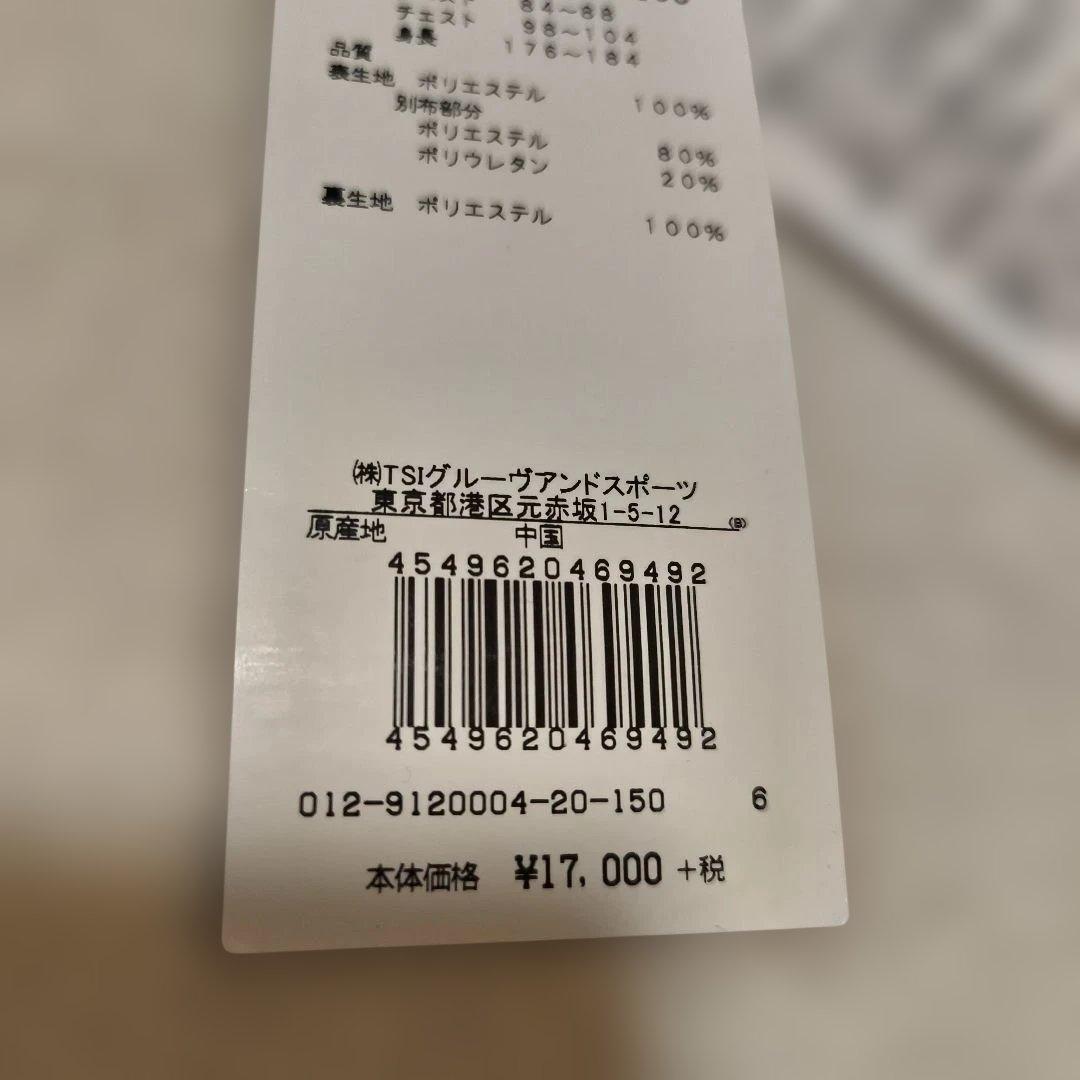 84～88
チェスト 98～104
身長 176～184
品質
表生地 ポリエステル 100%
別布部分
ポリエステル 80%
ポリウレタン 20%
裏生地 ポリエステル 100%
㈱TSIグルーヴアンドスポーツ
東京都港区元赤坂1-5-12 (B)
原産地 中国
4549620469492
4549620469492
012-9120004-20-150 6
本体価格 ¥17,000 +税